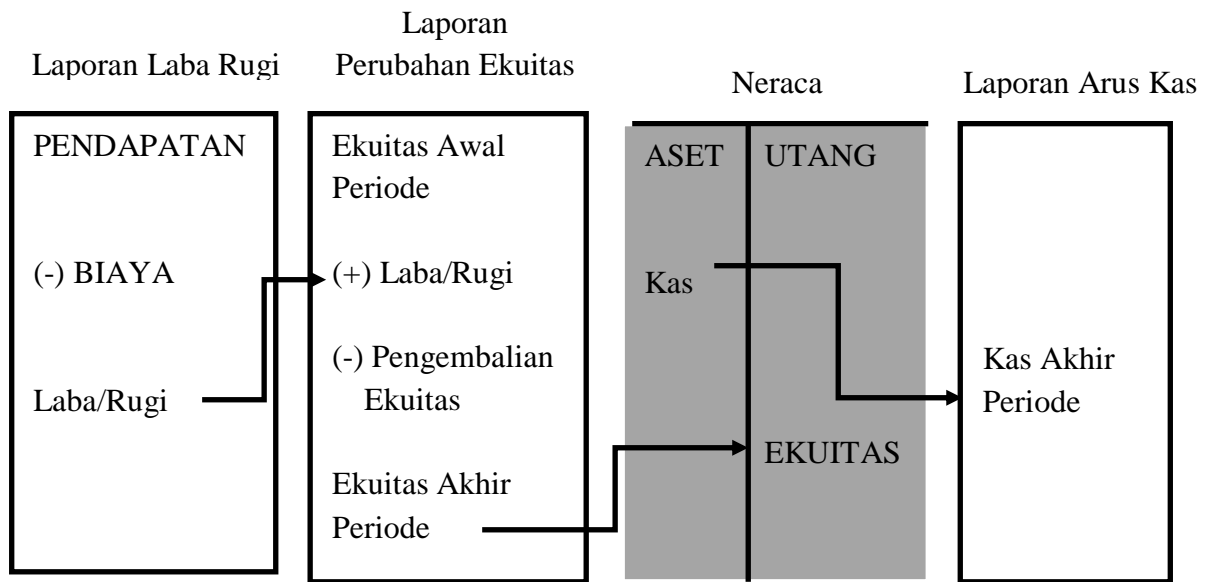 Laporan Laba Rugi
Laporan
Perubahan Ekuitas
Neraca
Laporan Arus Kas
PENDAPATAN
(-) BIAYA
Laba/Rugi
Ekuitas Awal
Periode
(+) Laba/Rugi
(-) Pengembalian
Ekuitas
Ekuitas Akhir
Periode
ASET
Kas
UTANG
EKUITAS
Kas Akhir
Periode